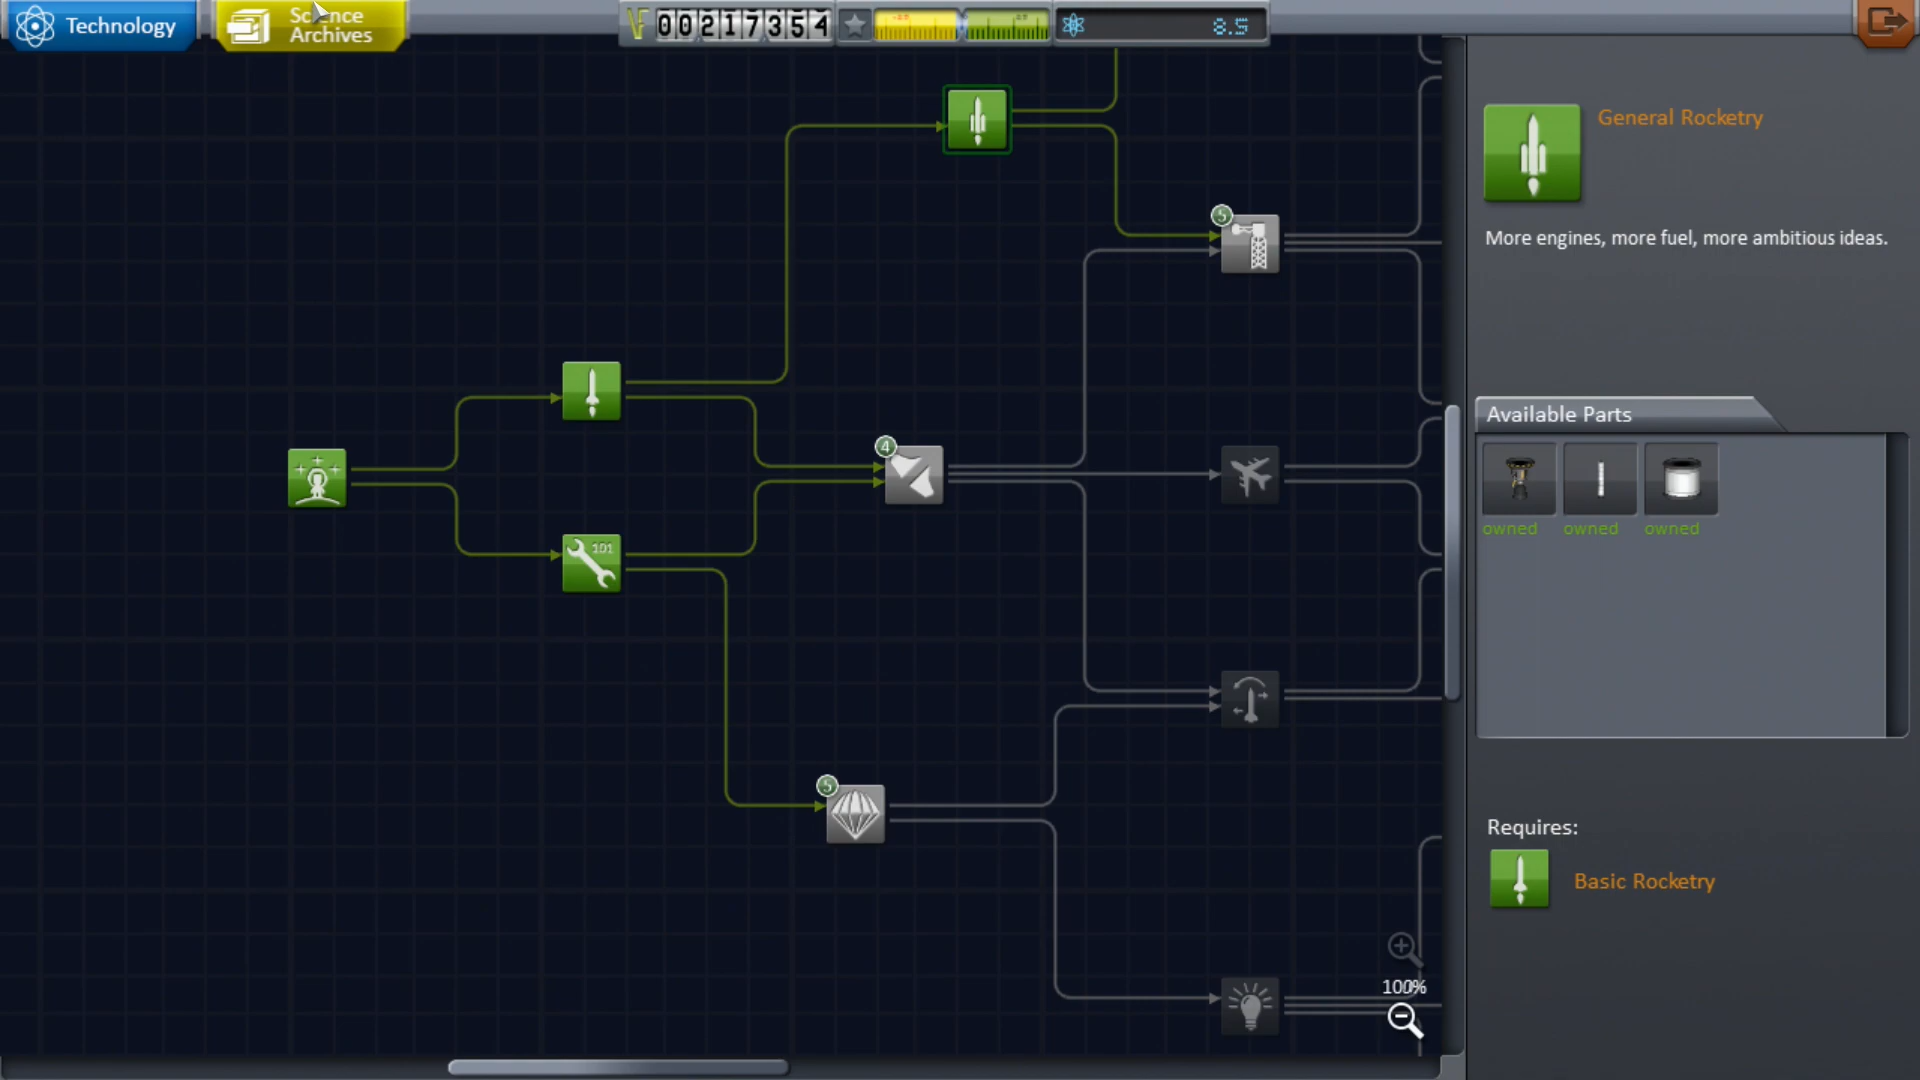 Technology
Science
Archives
00217354
8.5
General Rocketry
More engines, more fuel, more ambitious ideas.
5
4
101
5
Available Parts
owned
owned
owned
Requires:
Basic Rocketry
100%